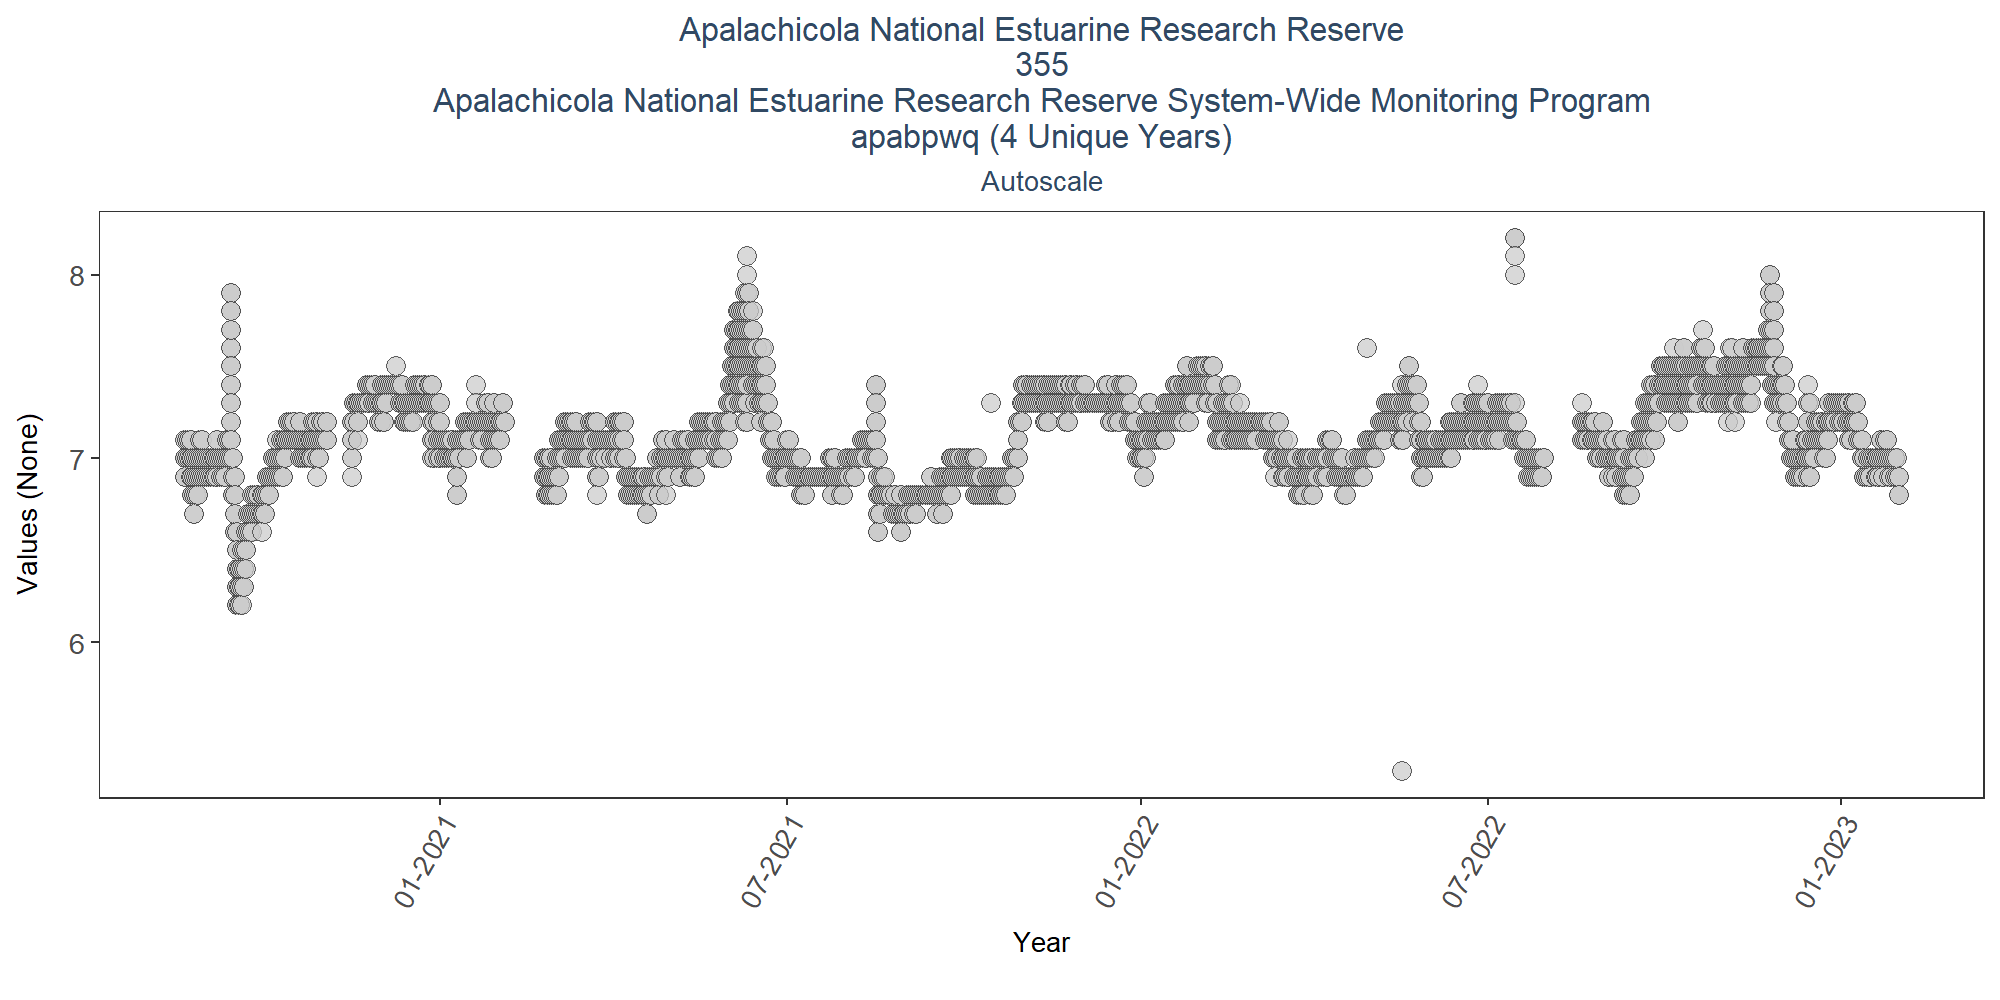 Apalachicola National Estuarine Research Reserve
355
Apalachicola National Estuarine Research Reserve System-Wide Monitoring Program
apabpwq (4 Unique Years)
Autoscale
Values (None)
8
7
6
01-2021
07-2021
01-2022
07-2022
01-2023
Year